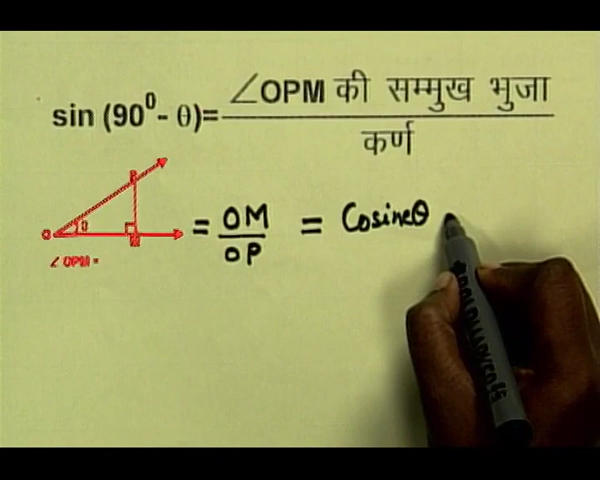 sin (90⁰- θ)= ∠OPM की सम्मुख भुजा
कर्ण
P
O θ M
∠ OPM =
= OM = Cosineθ
OP